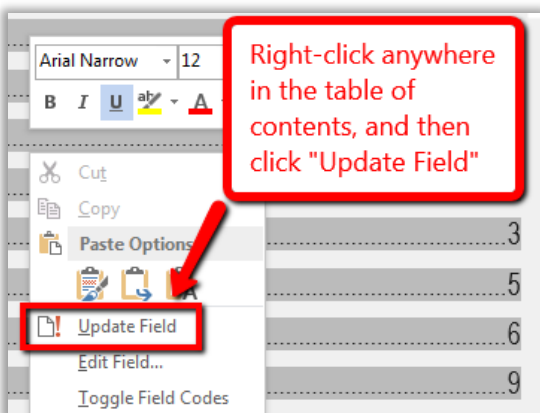 Arial Narrow 12
B I U aby A
Right-click anywhere
in the table of
contents, and then
click "Update Field"
Cut
Copy
Paste Options
A
3
5
Update Field
6
Edit Field...
9
Toggle Field Codes